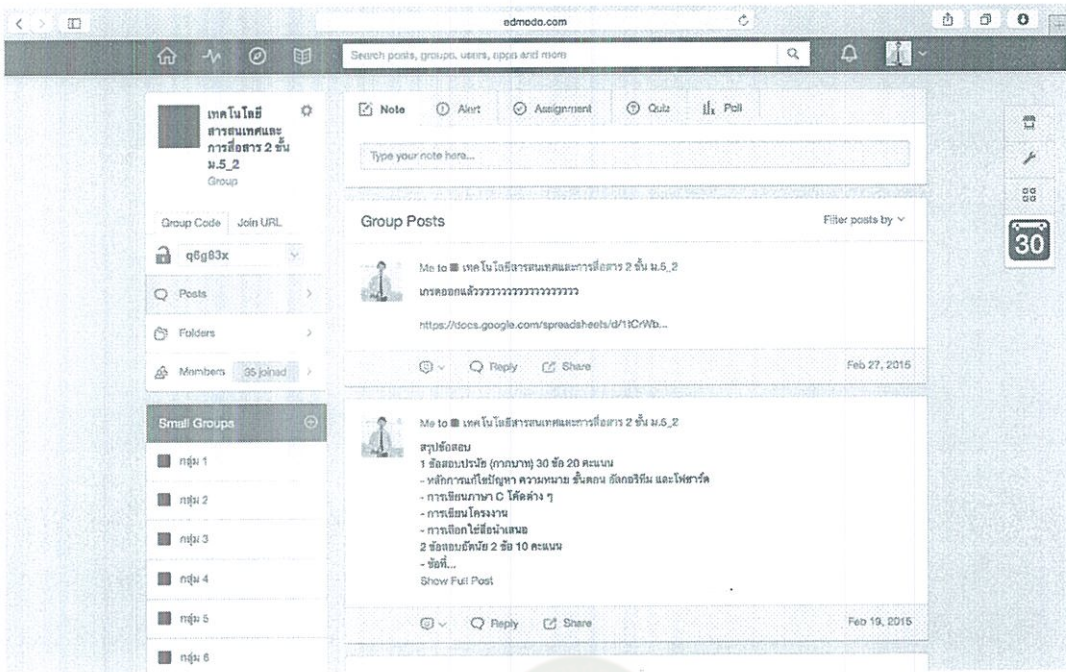 edmodo.com
Search posts, groups, users, apps and more
เทคโนโลยี
สารสนเทศและ
การสื่อสาร 2 ชั้น
ม.5_2
Group
Group Code
Join URL
q6g83x
Posts
Folders
Members
35 joined
Small Groups
กลุ่ม 1
กลุ่ม 2
กลุ่ม 3
กลุ่ม 4
กลุ่ม 5
กลุ่ม 6
Note
Alert
Assignment
Quiz
Poll
Type your note here...
Group Posts
Filter posts by
Me to เทคโนโลยีสารสนเทศและการสื่อสาร 2 ชั้น ม.5_2
เกรดออกแล้ววววววววววววววววววว
https://docs.google.com/spreadsheets/d/1tCrWb...
Reply
Share
Feb 27, 2015
Me to เทคโนโลยีสารสนเทศและการสื่อสาร 2 ชั้น ม.5_2
สรุปข้อสอบ
1 ข้อสอบปรนัย (กากบาท) 30 ข้อ 20 คะแนน
- หลักการแก้ไขปัญหา ความหมาย ขั้นตอน อัลกอริทึม และโฟชาร์ต
- การเขียนภาษา C โค้ดต่าง ๆ
- การเขียนโครงงาน
- การเลือกใช้สื่อนำเสนอ
2 ข้อสอบอัตนัย 2 ข้อ 10 คะแนน
- ข้อที่...
Show Full Post
Reply
Share
Feb 19, 2015
30